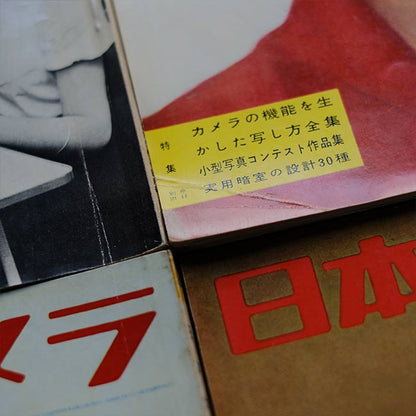 特集
カメラの機能を生
かした写し方全集
小型写真コンテスト作品集
実用暗室の設計30種
メラ
日本